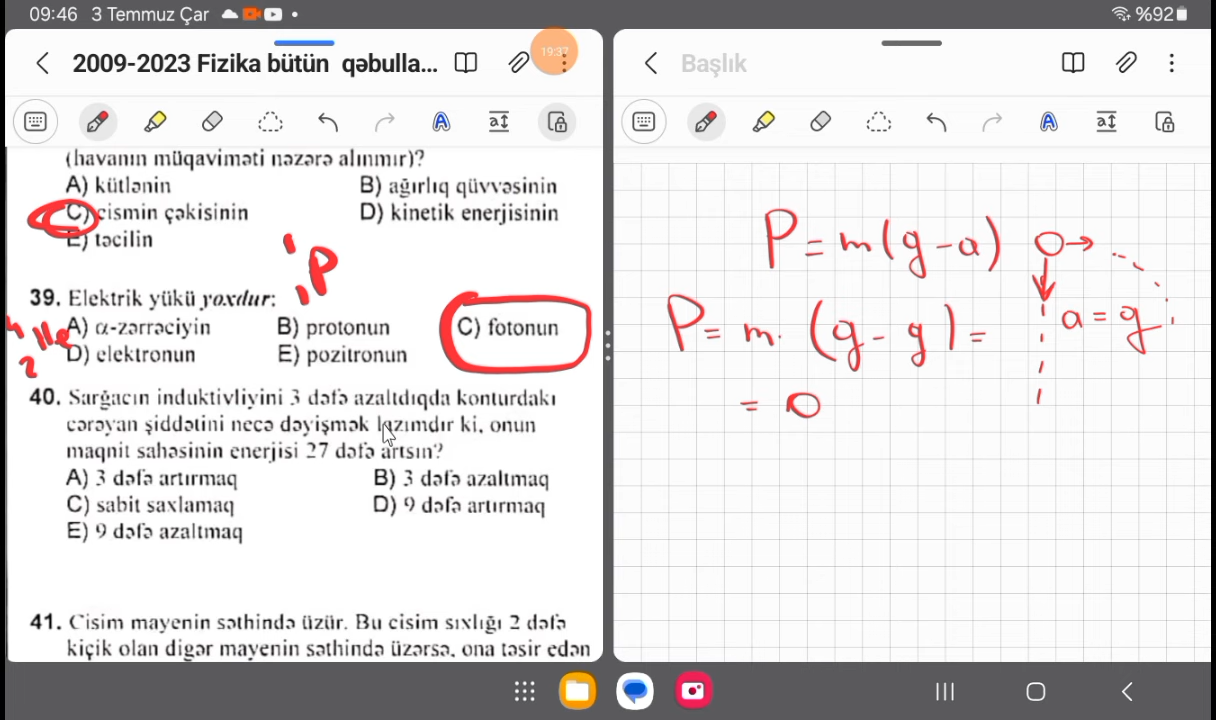 09:46 3 Temmuz Çar
%92
2009-2023 Fizika bütün qəbulla...
19:37
Başlık
(havanın müqaviməti nəzərə alınmır)?
A) kütlənin B) ağırlıq qüvvəsinin
C) cismin çəkisinin D) kinetik enerjisinin
E) təcilin
P
39. Elektrik yükü yoxdur:
A) α-zərrəciyin B) protonun C) fotonun
D) elektronun E) pozitronun
40. Sarğacın induktivliyini 3 dəfə azaltdıqda konturdakı
cərəyan şiddətini necə dəyişmək lazımdır ki, onun
maqnit sahəsinin enerjisi 27 dəfə artsın?
A) 3 dəfə artırmaq B) 3 dəfə azaltmaq
C) sabit saxlamaq D) 9 dəfə artırmaq
E) 9 dəfə azaltmaq
41. Cisim mayenin səthində üzür. Bu cisim sıxlığı 2 dəfə
kiçik olan digər mayenin səthində üzərsə, ona təsir edən
P = m(g-a)
a = g
P = m·(g-g) =
= 0